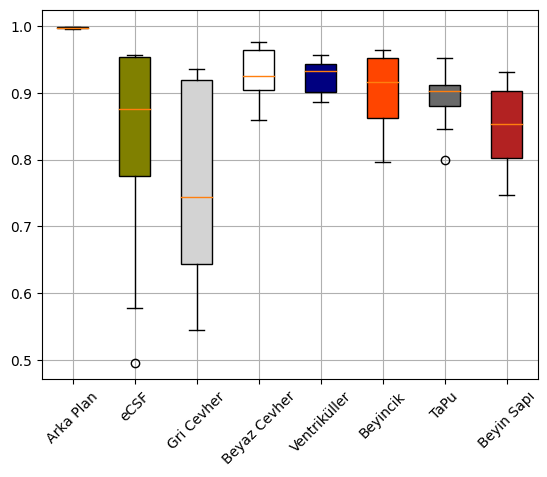 1.0
0.9
0.8
0.7
0.6
0.5
Arka Plan
eCSF
Gri Cevher
Beyaz Cevher
Ventriküller
Beyincik
TaPu
Beyin Sapı